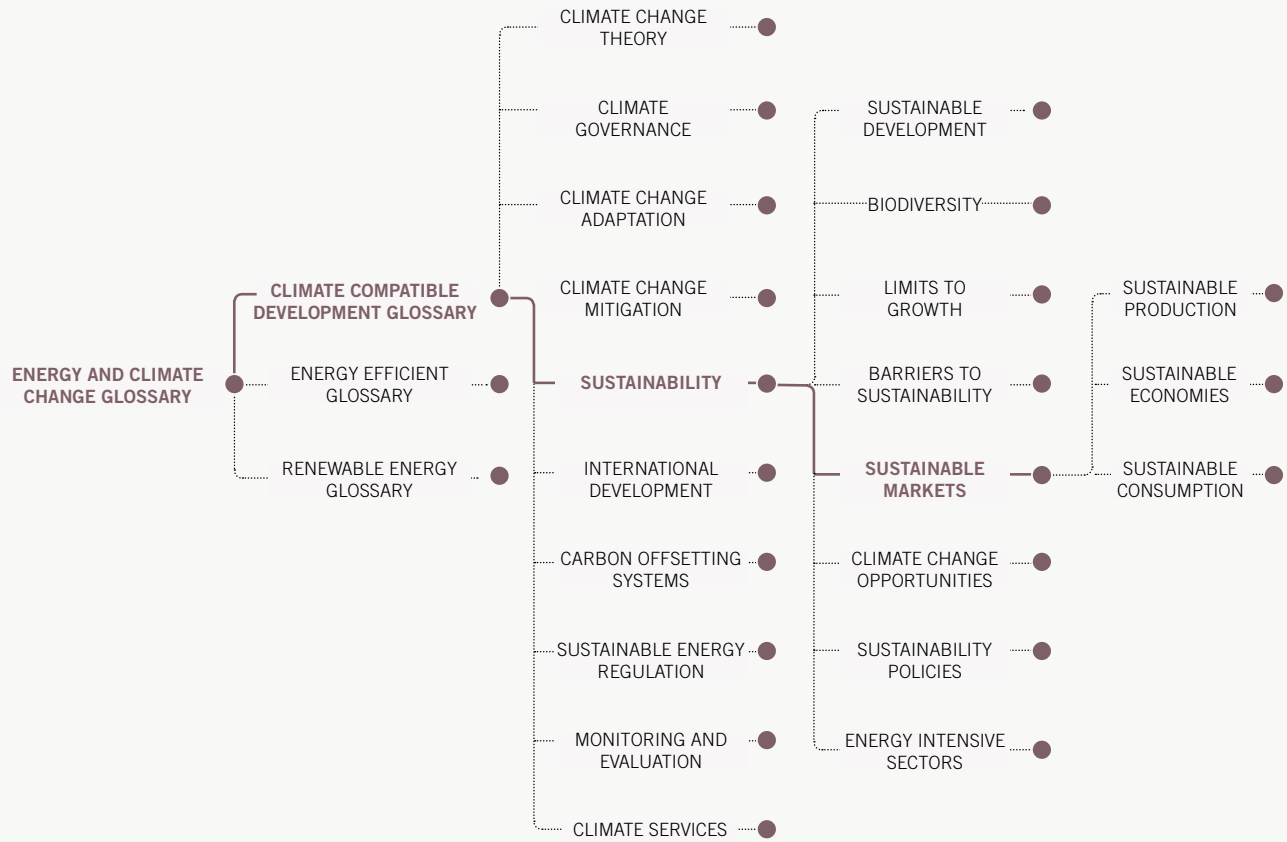 ENERGY AND CLIMATE
CHANGE GLOSSARY
CLIMATE COMPATIBLE
DEVELOPMENT GLOSSARY
ENERGY EFFICIENT
GLOSSARY
RENEWABLE ENERGY
GLOSSARY
CLIMATE CHANGE
THEORY
CLIMATE
GOVERNANCE
CLIMATE CHANGE
ADAPTATION
CLIMATE CHANGE
MITIGATION
SUSTAINABILITY
INTERNATIONAL
DEVELOPMENT
CARBON OFFSETTING
SYSTEMS
SUSTAINABLE ENERGY
REGULATION
MONITORING AND
EVALUATION
CLIMATE SERVICES
SUSTAINABLE
DEVELOPMENT
BIODIVERSITY
LIMITS TO
GROWTH
BARRIERS TO
SUSTAINABILITY
SUSTAINABLE
MARKETS
CLIMATE CHANGE
OPPORTUNITIES
SUSTAINABILITY
POLICIES
ENERGY INTENSIVE
SECTORS
SUSTAINABLE
PRODUCTION
SUSTAINABLE
ECONOMIES
SUSTAINABLE
CONSUMPTION